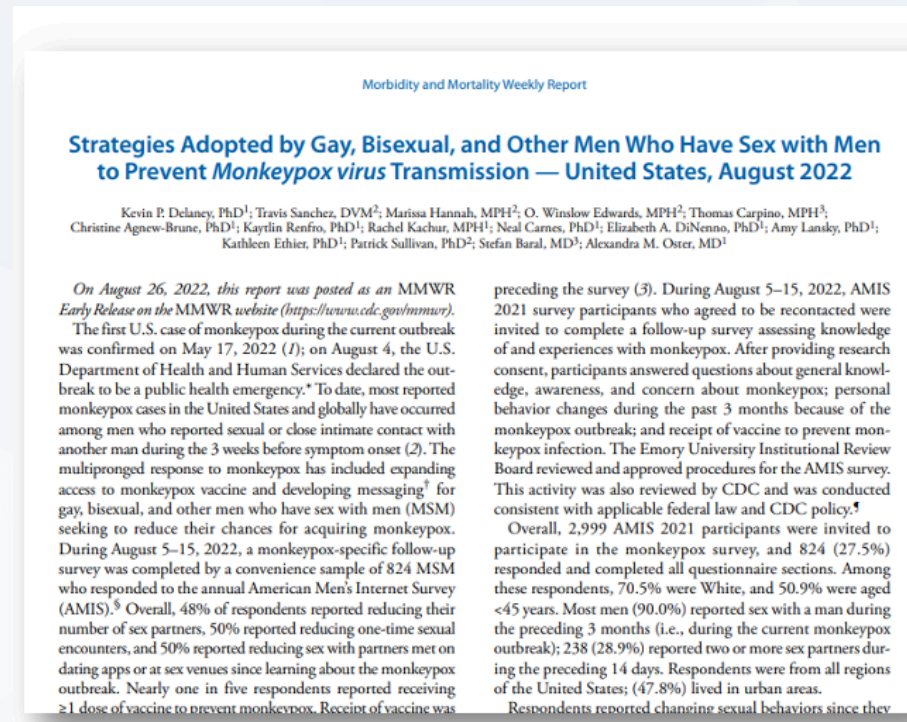 Morbidity and Mortality Weekly Report
Strategies Adopted by Gay, Bisexual, and Other Men Who Have Sex with Men
to Prevent Monkeypox virus Transmission — United States, August 2022
Kevin P. Delaney, PhD1; Travis Sanchez, DVM2; Marissa Hannah, MPH2; O. Winslow Edwards, MPH2; Thomas Carpino, MPH3;
Christine Agnew-Brune, PhD1; Kaytlin Renfro, PhD1; Rachel Kachur, MPH1; Neal Carnes, PhD1; Elizabeth A. DiNenno, PhD1; Amy Lansky, PhD1;
Kathleen Ethier, PhD1; Patrick Sullivan, PhD2; Stefan Baral, MD3; Alexandra M. Oster, MD1
On August 26, 2022, this report was posted as an MMWR
Early Release on the MMWR website (https://www.cdc.gov/mmwr).
The first U.S. case of monkeypox during the current outbreak
was confirmed on May 17, 2022 (1); on August 4, the U.S.
Department of Health and Human Services declared the out-
break to be a public health emergency.* To date, most reported
monkeypox cases in the United States and globally have occurred
among men who reported sexual or close intimate contact with
another man during the 3 weeks before symptom onset (2). The
multipronged response to monkeypox has included expanding
access to monkeypox vaccine and developing messaging† for
gay, bisexual, and other men who have sex with men (MSM)
seeking to reduce their chances for acquiring monkeypox.
During August 5–15, 2022, a monkeypox-specific follow-up
survey was completed by a convenience sample of 824 MSM
who responded to the annual American Men's Internet Survey
(AMIS).§ Overall, 48% of respondents reported reducing their
number of sex partners, 50% reported reducing one-time sexual
encounters, and 50% reported reducing sex with partners met on
dating apps or at sex venues since learning about the monkeypox
outbreak. Nearly one in five respondents reported receiving
≥1 dose of vaccine to prevent monkeypox. Receipt of vaccine was
preceding the survey (3). During August 5–15, 2022, AMIS
2021 survey participants who agreed to be recontacted were
invited to complete a follow-up survey assessing knowledge
of and experiences with monkeypox. After providing research
consent, participants answered questions about general knowl-
edge, awareness, and concern about monkeypox; personal
behavior changes during the past 3 months because of the
monkeypox outbreak; and receipt of vaccine to prevent mon-
keypox infection. The Emory University Institutional Review
Board reviewed and approved procedures for the AMIS survey.
This activity was also reviewed by CDC and was conducted
consistent with applicable federal law and CDC policy.¶
Overall, 2,999 AMIS 2021 participants were invited to
participate in the monkeypox survey, and 824 (27.5%)
responded and completed all questionnaire sections. Among
these respondents, 70.5% were White, and 50.9% were aged
<45 years. Most men (90.0%) reported sex with a man during
the preceding 3 months (i.e., during the current monkeypox
outbreak); 238 (28.9%) reported two or more sex partners dur-
ing the preceding 14 days. Respondents were from all regions
of the United States; (47.8%) lived in urban areas.
Respondents reported changing sexual behaviors since they